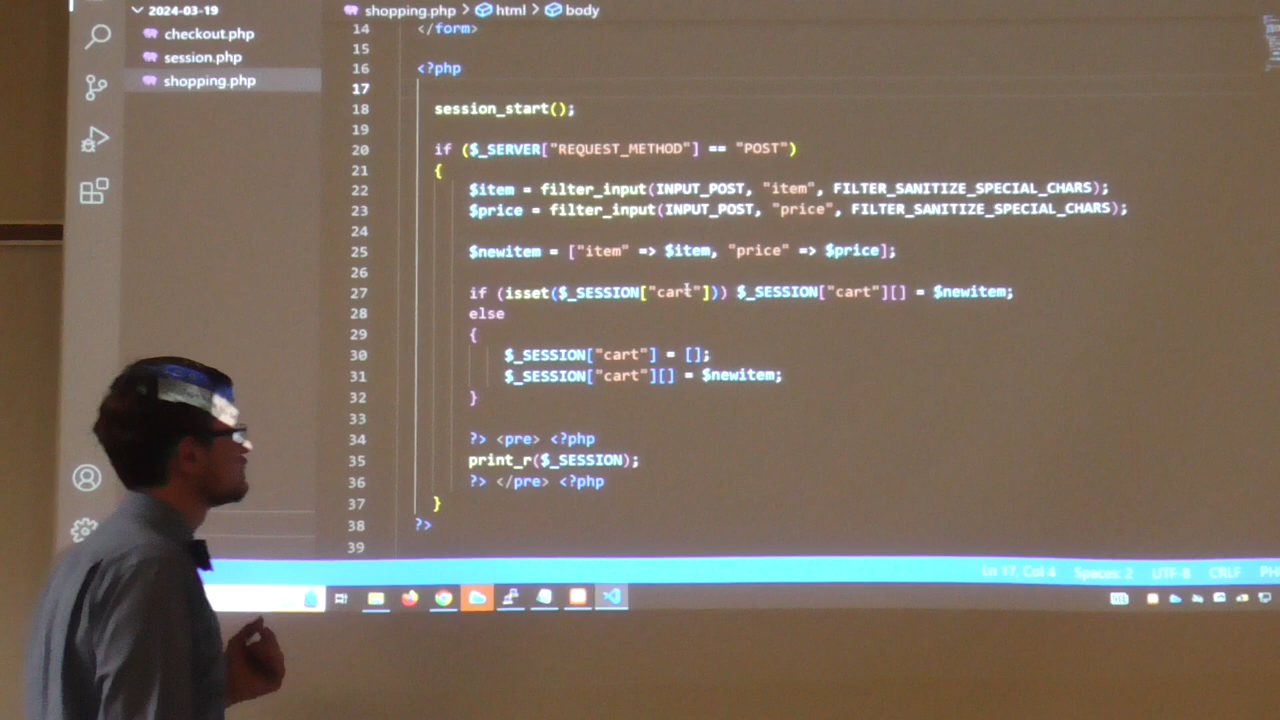 2024-03-19
checkout.php
session.php
shopping.php
shopping.php > html > body
14 </form>
15
16 <?php
17
18 session_start();
19
20 if ($_SERVER["REQUEST_METHOD"] == "POST")
21 {
22 $item = filter_input(INPUT_POST, "item", FILTER_SANITIZE_SPECIAL_CHARS);
23 $price = filter_input(INPUT_POST, "price", FILTER_SANITIZE_SPECIAL_CHARS);
24
25 $newitem = ["item" => $item, "price" => $price];
26
27 if (isset($_SESSION["cart"])) $_SESSION["cart"][] = $newitem;
28 else
29 {
30 $_SESSION["cart"] = [];
31 $_SESSION["cart"][] = $newitem;
32 }
33
34 ?> <pre> <?php
35 print_r($_SESSION);
36 ?> </pre> <?php
37 }
38 ?>
39
Ln 17, Col 4 Spaces: 2 UTF-8 CRLF